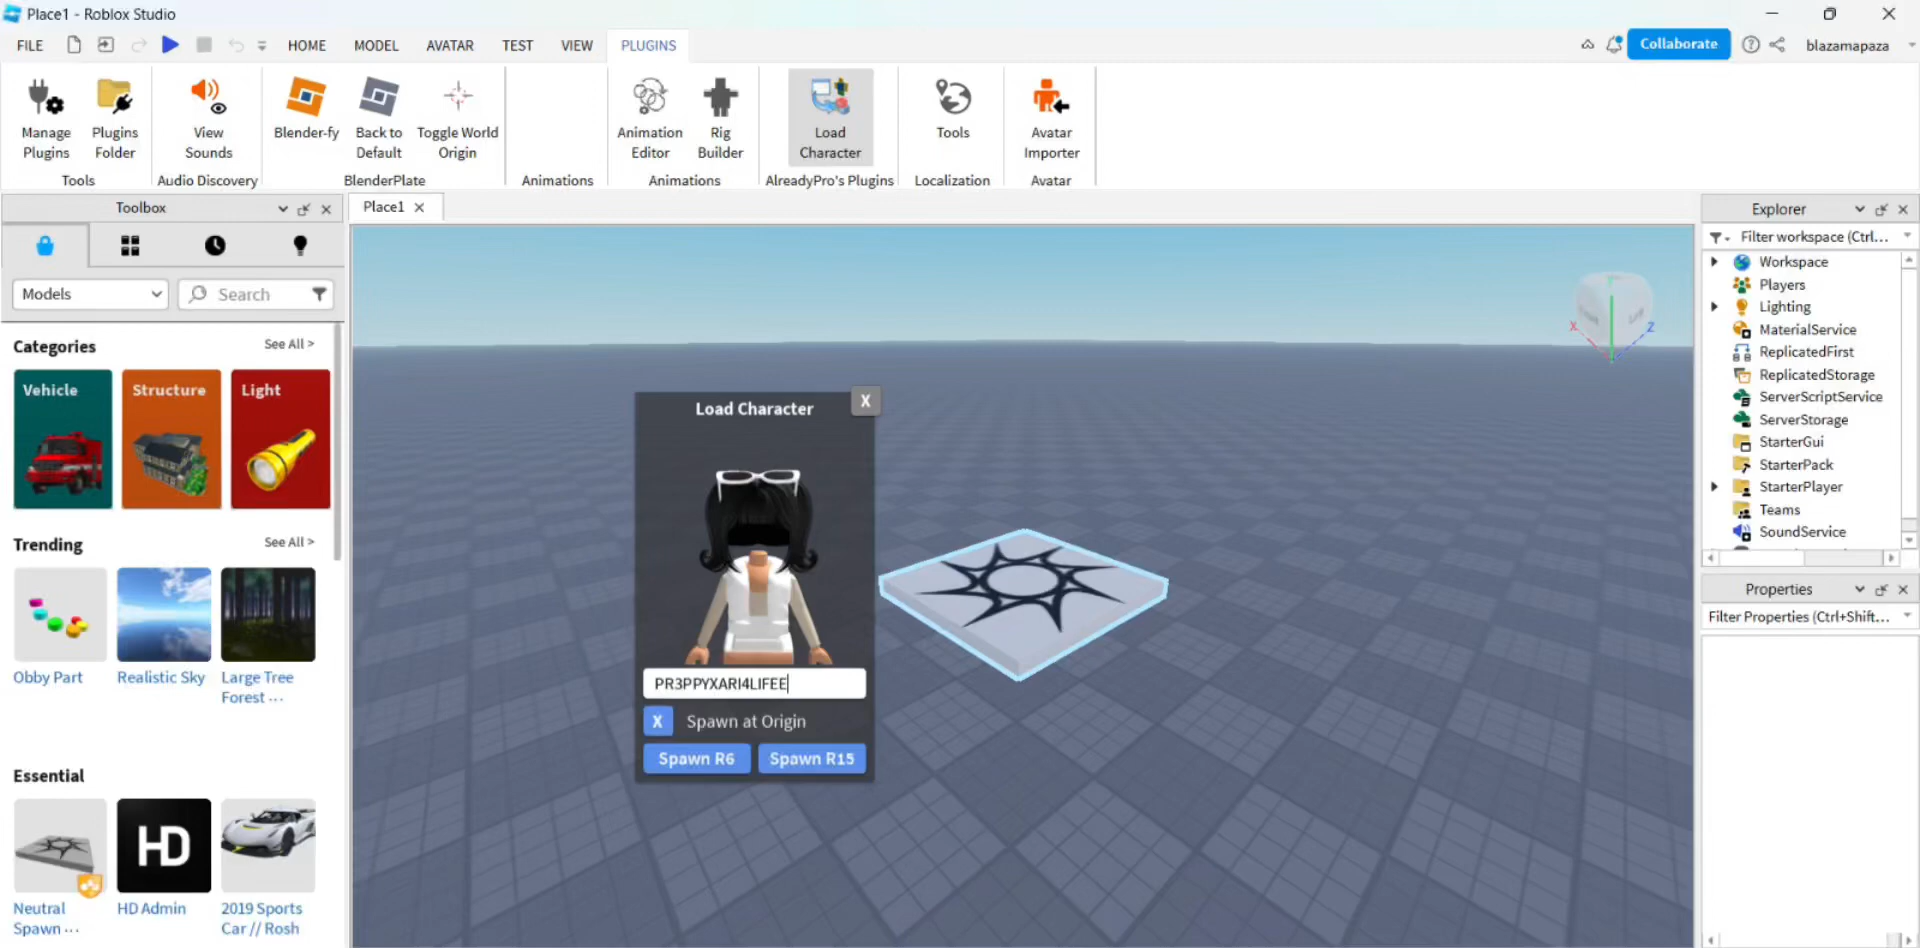 Place1 - Roblox Studio
FILE HOME MODEL AVATAR TEST VIEW PLUGINS Collaborate blazamapaza
Manage Plugins
Plugins Folder
View Sounds
Blender-fy
Back to Default
Toggle World Origin
Animation Editor
Rig Builder
Load Character
Tools
Avatar Importer
Tools Audio Discovery BlenderPlate Animations Animations AlreadyPro's Plugins Localization Avatar
Toolbox
Place1
Models
Search
Categories See All >
Vehicle Structure Light
Trending See All >
Obby Part
Realistic Sky
Large Tree Forest ...
Essential
HD
Neutral Spawn ...
HD Admin
2019 Sports Car // Rosh
Load Character X
PR3PPYXARI4LIFEE
X Spawn at Origin
Spawn R6 Spawn R15
X Z
Explorer
Filter workspace (Ctrl...
Workspace
Players
Lighting
MaterialService
ReplicatedFirst
ReplicatedStorage
ServerScriptService
ServerStorage
StarterGui
StarterPack
StarterPlayer
Teams
SoundService
Properties
Filter Properties (Ctrl+Shift...